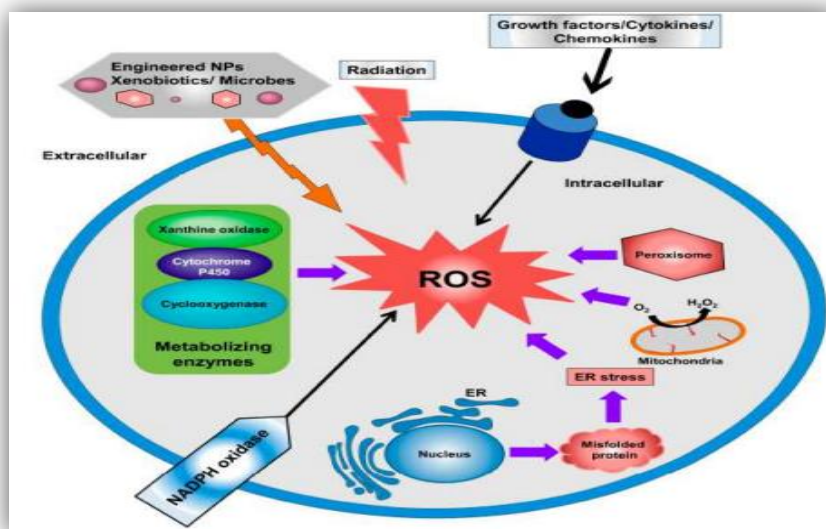 Growth factors/Cytokines/
Chemokines
Engineered NPs
Xenobiotics/ Microbes
Radiation
Extracellular
Intracellular
Xanthine oxidase
Cytochrome
P450
Cyclooxygenase
Metabolizing
enzymes
ROS
Peroxisome
O₂
H₂O₂
Mitochondria
ER stress
ER
Nucleus
Misfolded
protein
NADPH oxidase